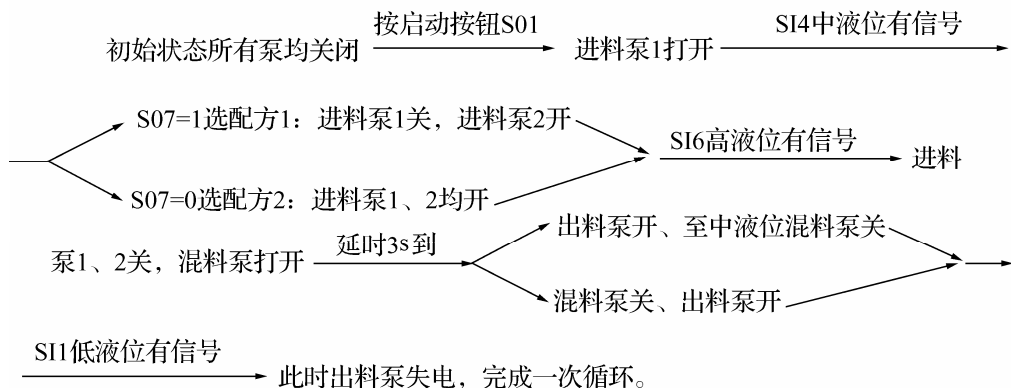 初始状态所有泵均关闭 按启动按钮S01 进料泵1打开 SI4中液位有信号
S07=1选配方1：进料泵1关，进料泵2开
SI6高液位有信号 进料
S07=0选配方2：进料泵1、2均开
出料泵开、至中液位混料泵关
泵1、2关，混料泵打开 延时3s到
混料泵关、出料泵开
SI1低液位有信号
此时出料泵失电，完成一次循环。